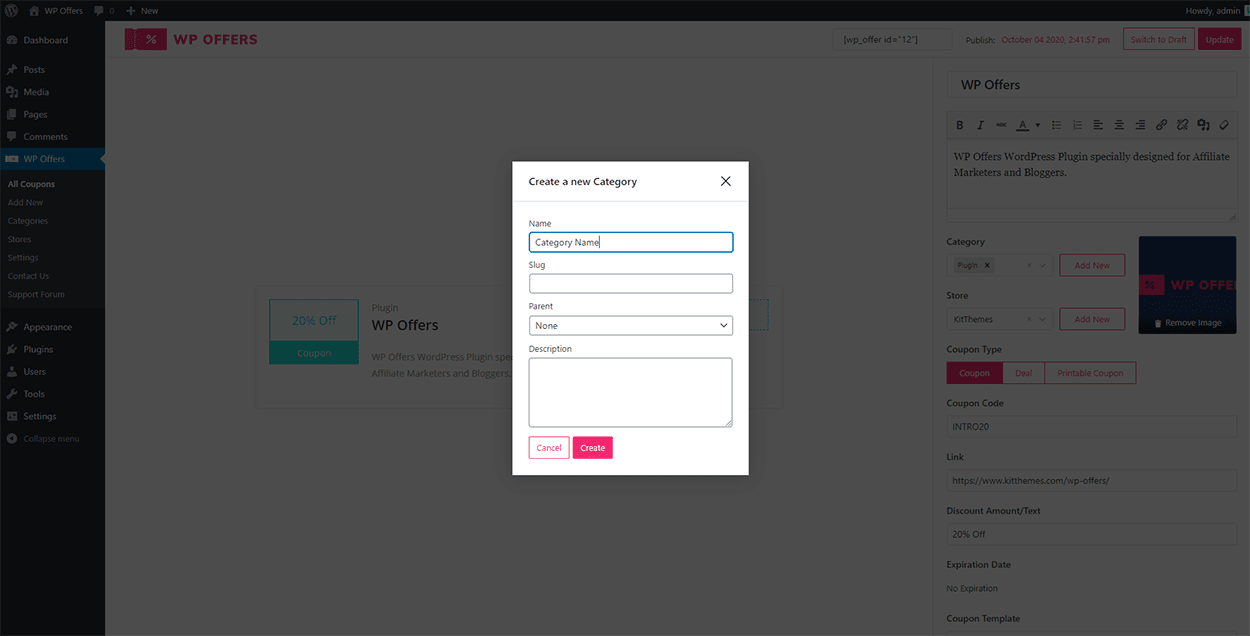 WP Offers 0 New
Howdy, admin
Dashboard
Posts
Media
Pages
Comments
WP Offers
All Coupons
Add New
Categories
Stores
Settings
Contact Us
Support Forum
Appearance
Plugins
Users
Tools
Settings
Collapse menu
% WP OFFERS
[wp_offer id="12"]
Publish: October 04 2020, 2:41:57 pm
Switch to Draft
Update
20% Off
Coupon
Plugin
WP Offers
WP Offers WordPress Plugin spec
Affiliate Marketers and Bloggers.
Create a new Category
Name
Category Name
Slug
Parent
None
Description
Cancel
Create
WP Offers
B I ABC A
WP Offers WordPress Plugin specially designed for Affiliate
Marketers and Bloggers.
Category
Plugin ×
Add New
Store
KitThemes
Add New
% WP OFFE
Remove Image
Coupon Type
Coupon Deal Printable Coupon
Coupon Code
INTRO20
Link
https://www.kitthemes.com/wp-offers/
Discount Amount/Text
20% Off
Expiration Date
No Expiration
Coupon Template